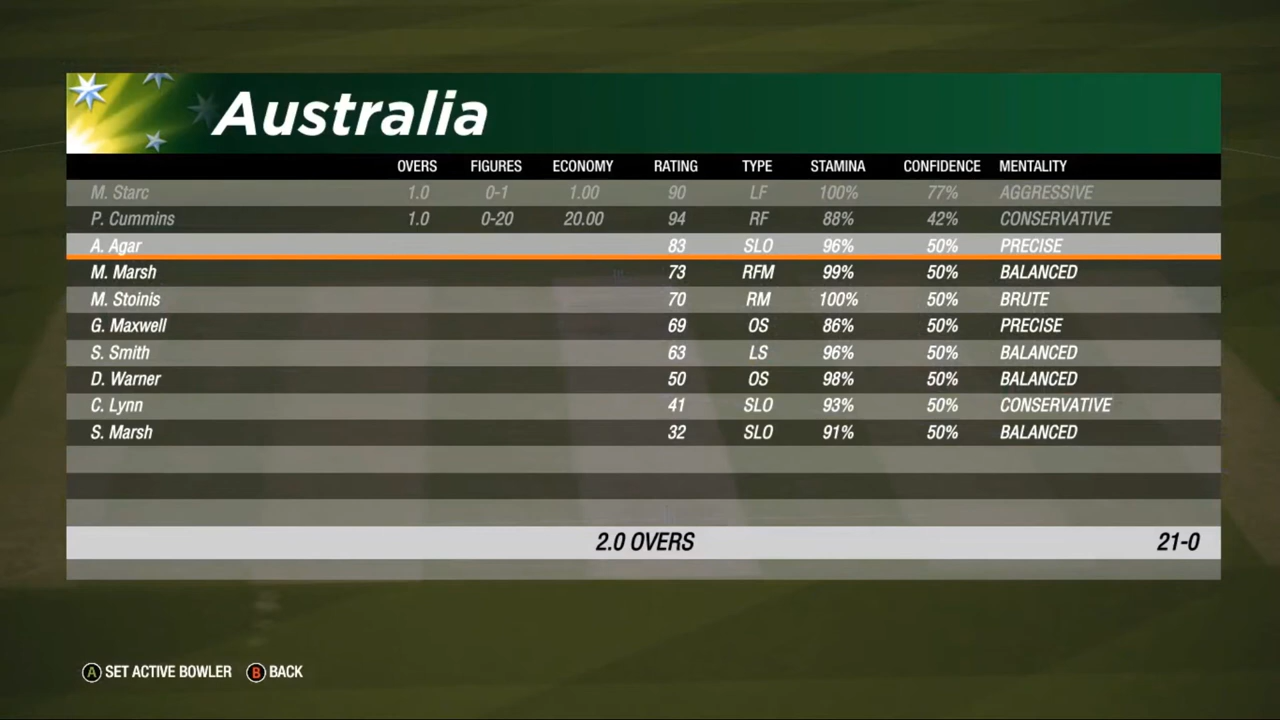 Australia
OVERS FIGURES ECONOMY RATING TYPE STAMINA CONFIDENCE MENTALITY
M. Starc 1.0 0-1 1.00 90 LF 100% 77% AGGRESSIVE
P. Cummins 1.0 0-20 20.00 94 RF 88% 42% CONSERVATIVE
A. Agar 83 SLO 96% 50% PRECISE
M. Marsh 73 RFM 99% 50% BALANCED
M. Stoinis 70 RM 100% 50% BRUTE
G. Maxwell 69 OS 86% 50% PRECISE
S. Smith 63 LS 96% 50% BALANCED
D. Warner 50 OS 98% 50% BALANCED
C. Lynn 41 SLO 93% 50% CONSERVATIVE
S. Marsh 32 SLO 91% 50% BALANCED
2.0 OVERS 21-0
A SET ACTIVE BOWLER B BACK